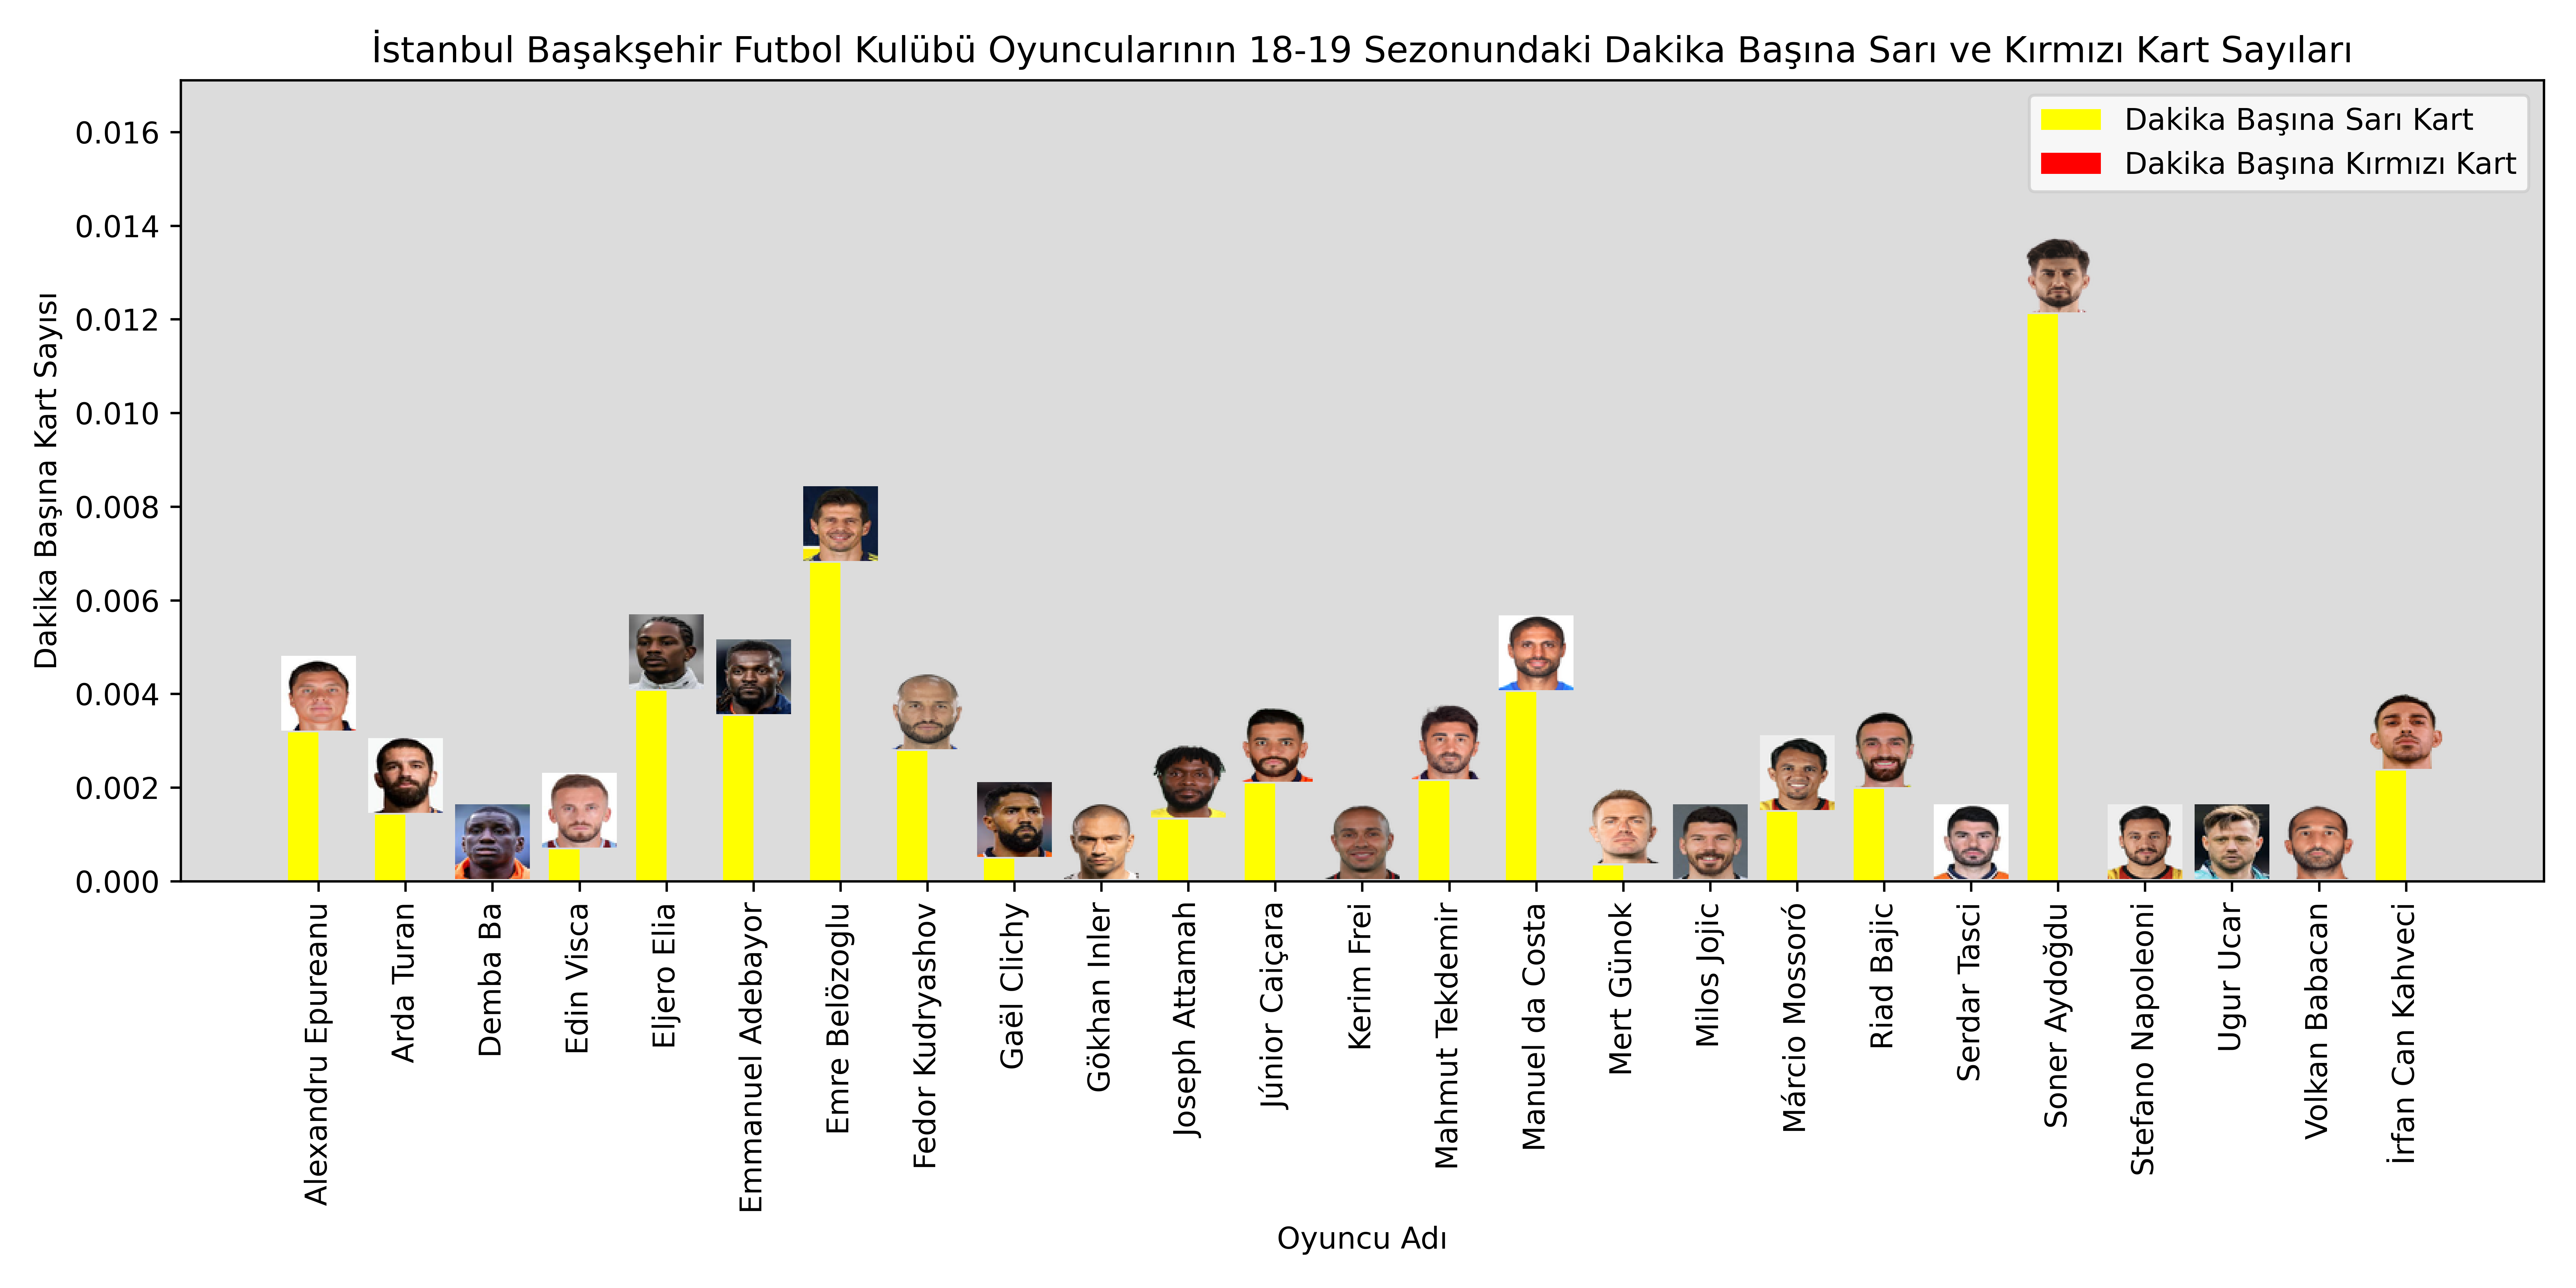 İstanbul Başakşehir Futbol Kulübü Oyuncularının 18-19 Sezonundaki Dakika Başına Sarı ve Kırmızı Kart Sayıları
Dakika Başına Sarı Kart
Dakika Başına Kırmızı Kart
Dakika Başına Kart Sayısı
0.016
0.014
0.012
0.010
0.008
0.006
0.004
0.002
0.000
Alexandru Epureanu
Arda Turan
Demba Ba
Edin Visca
Eljero Elia
Emmanuel Adebayor
Emre Belözoglu
Fedor Kudryashov
Gaël Clichy
Gökhan Inler
Joseph Attamah
Júnior Caiçara
Kerim Frei
Mahmut Tekdemir
Manuel da Costa
Mert Günok
Milos Jojic
Márcio Mossoró
Riad Bajic
Serdar Tasci
Soner Aydoğdu
Stefano Napoleoni
Ugur Ucar
Volkan Babacan
İrfan Can Kahveci
Oyuncu Adı